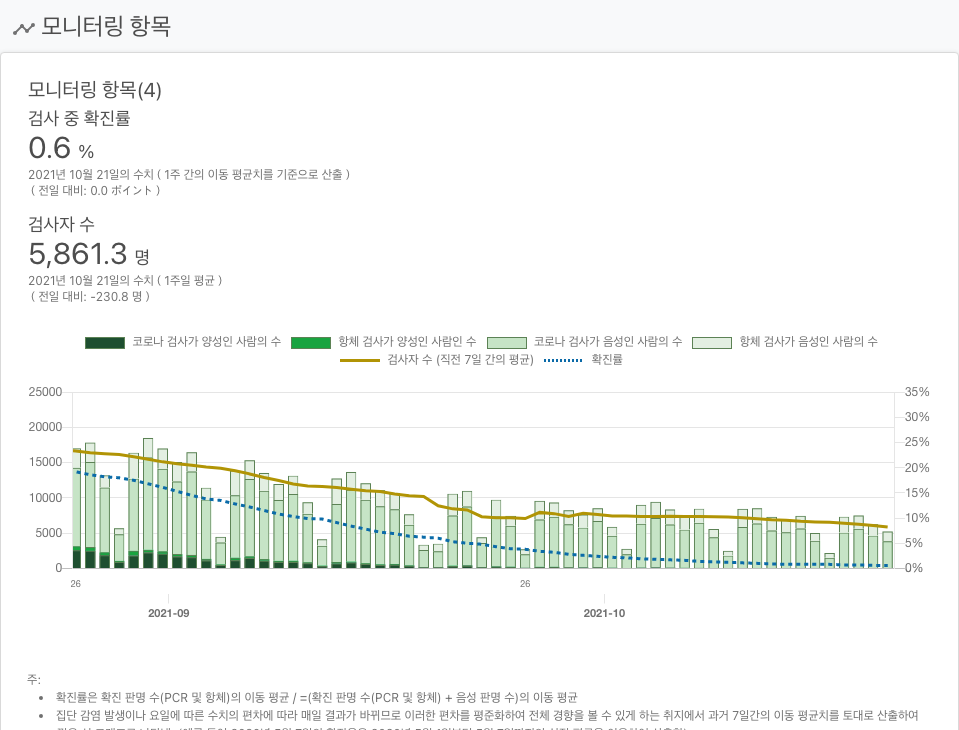 모니터링 항목
모니터링 항목(4)
검사 중 확진률
0.6 %
2021년 10월 21일의 수치 ( 1주 간의 이동 평균치를 기준으로 산출 )
( 전일 대비: 0.0 ポイント )
검사자 수
5,861.3 명
2021년 10월 21일의 수치 ( 1주일 평균 )
( 전일 대비: -230.8 명 )
코로나 검사가 양성인 사람의 수 항체 검사가 양성인 사람인 수 코로나 검사가 음성인 사람의 수 항체 검사가 음성인 사람의 수
검사자 수 (직전 7일 간의 평균) 확진률
25000 35%
30%
20000
25%
15000
20%
15%
10000
10%
5000
5%
0 0%
26 26
2021-09 2021-10
주:
확진률은 확진 판명 수(PCR 및 항체)의 이동 평균 / =(확진 판명 수(PCR 및 항체) + 음성 판명 수)의 이동 평균
집단 감염 발생이나 요일에 따른 수치의 편차에 따라 매일 결과가 바뀌므로 이러한 편차를 평준화하여 전체 경향을 볼 수 있게 하는 취지에서 과거 7일간의 이동 평균치를 토대로 산출하여